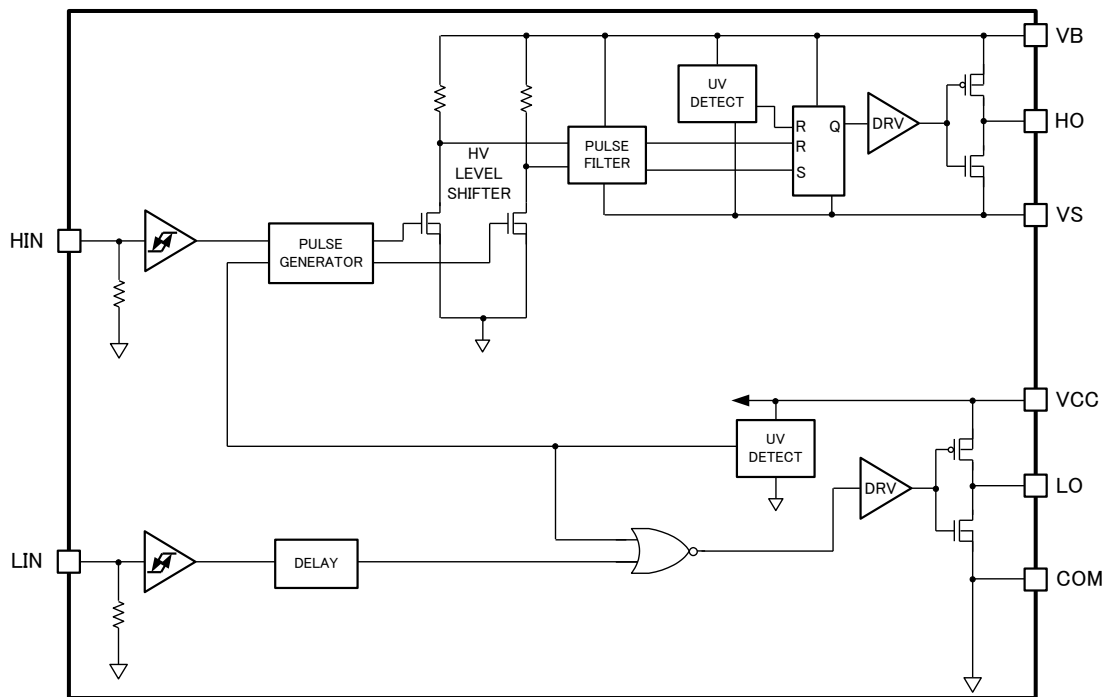 VB
UV
DETECT
R
Q
DRV
HO
R
S
PULSE
FILTER
HV
LEVEL
SHIFTER
VS
HIN
PULSE
GENERATOR
VCC
UV
DETECT
DRV
LO
LIN
DELAY
COM